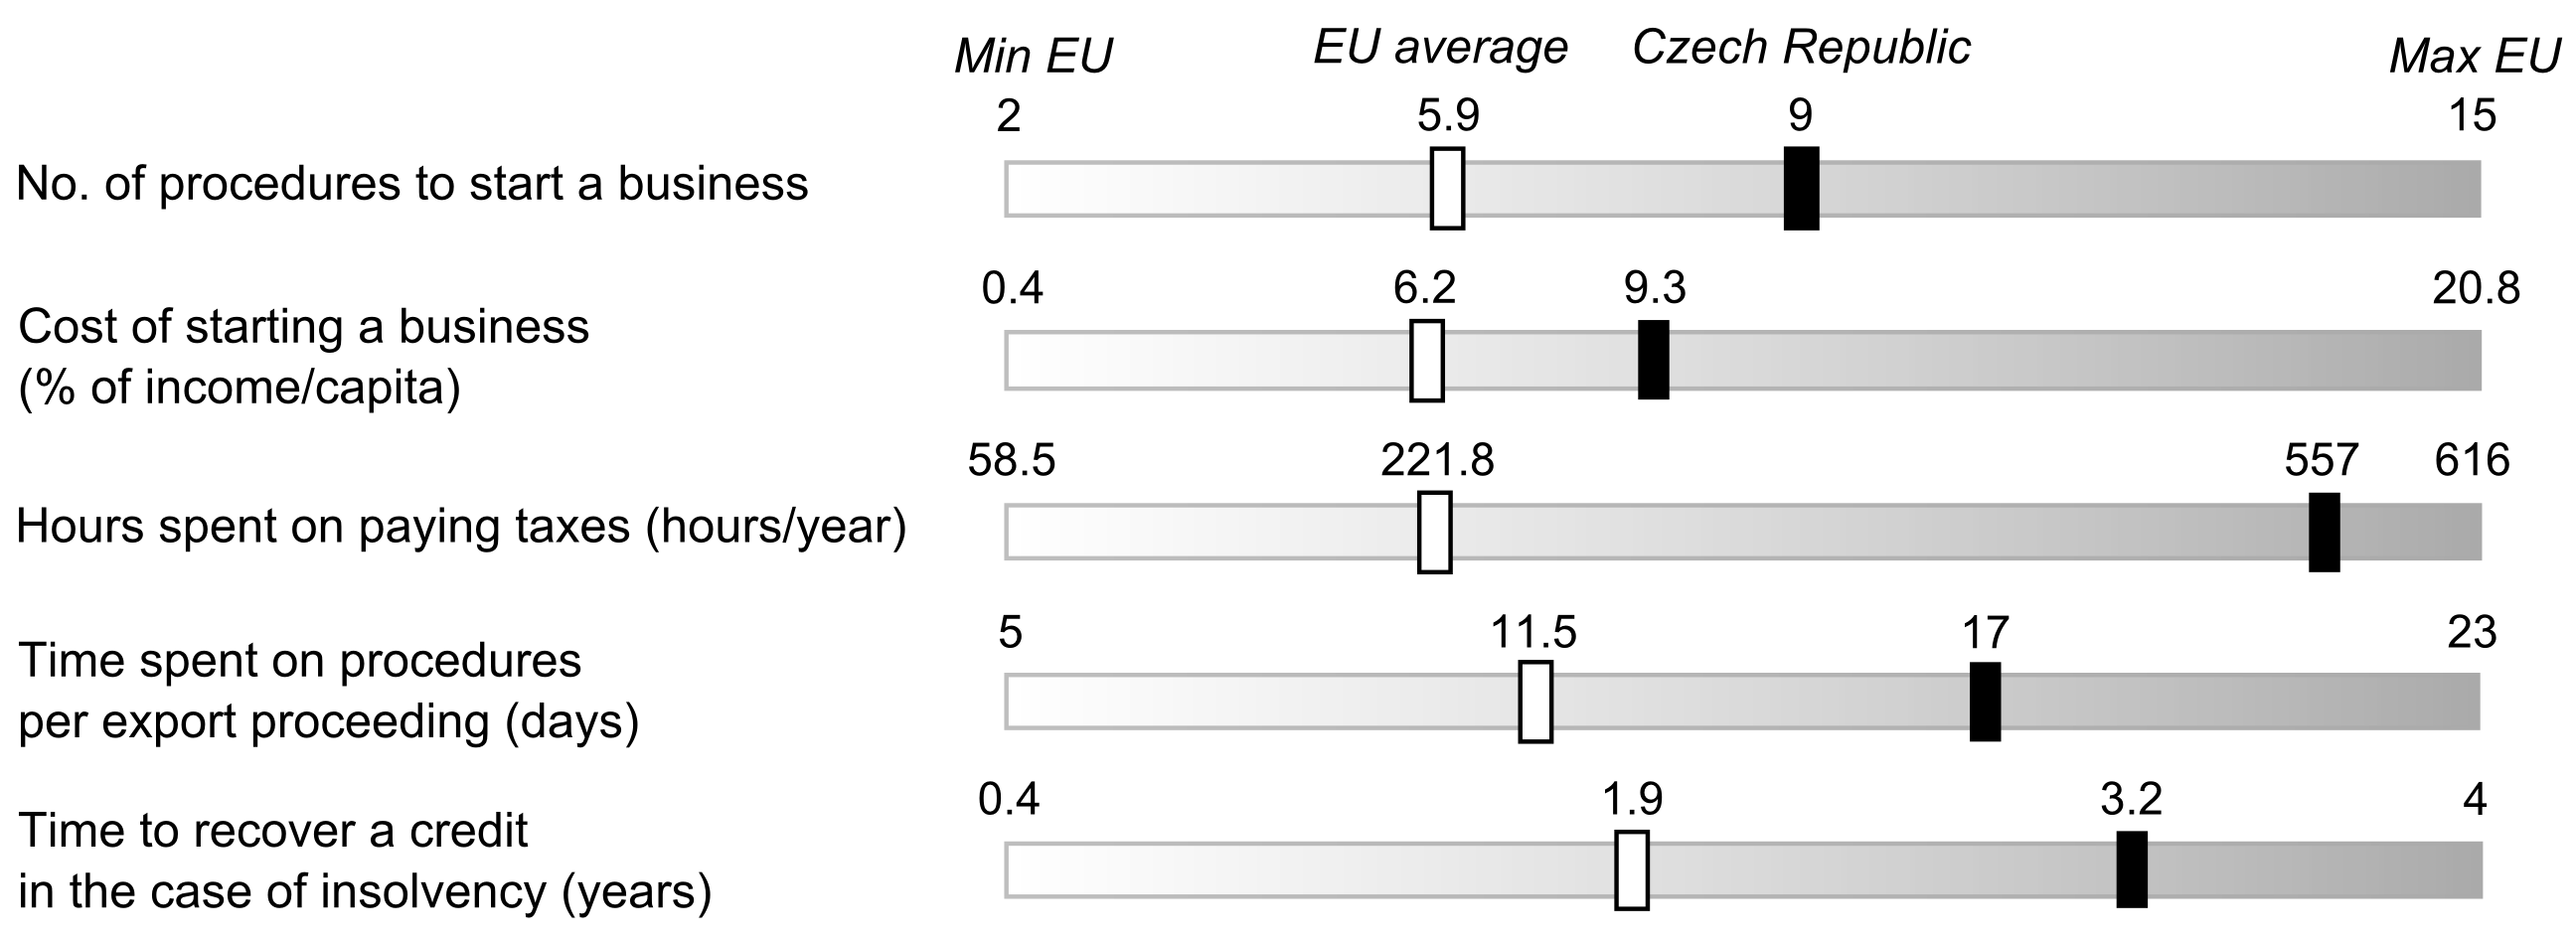 Min EU EU average Czech Republic Max EU
2 5.9 9 15
No. of procedures to start a business
0.4 6.2 9.3 20.8
Cost of starting a business
(% of income/capita)
58.5 221.8 557 616
Hours spent on paying taxes (hours/year)
5 11.5 17 23
Time spent on procedures
per export proceeding (days)
0.4 1.9 3.2 4
Time to recover a credit
in the case of insolvency (years)